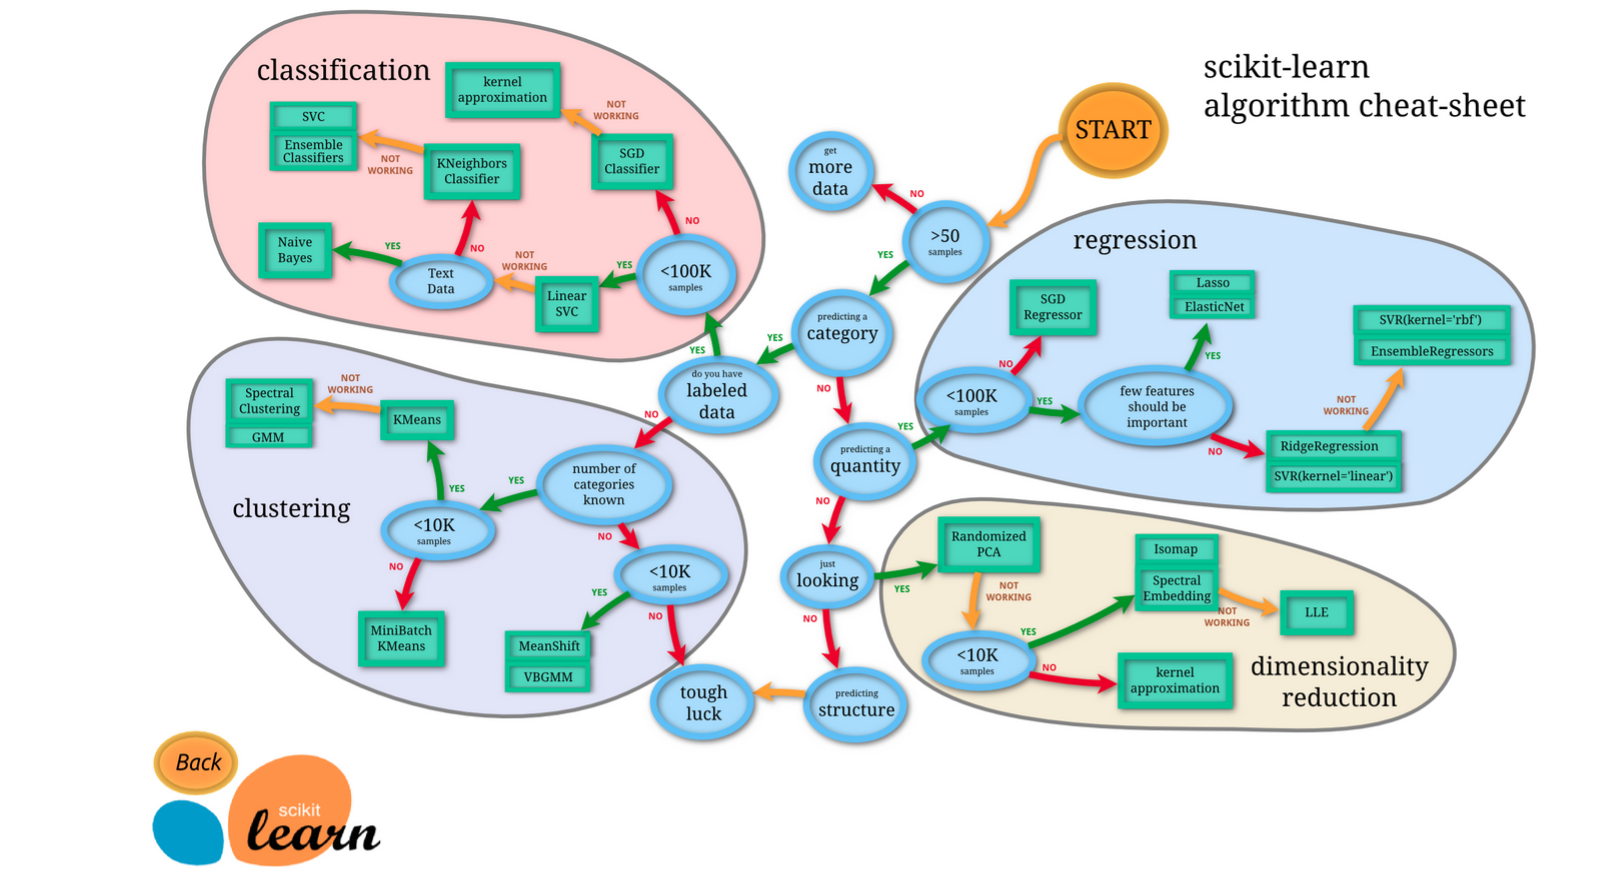 scikit-learn
algorithm cheat-sheet
START
classification
kernel
approximation
NOT
WORKING
SVC
Ensemble
Classifiers
NOT
WORKING
KNeighbors
Classifier
SGD
Classifier
NO
Naive
Bayes
YES
NO
Text
Data
NOT
WORKING
Linear
SVC
YES
<100K
samples
YES
get
more
data
NO
>50
samples
YES
predicting a
category
YES
do you have
labeled
data
NO
NO
predicting a
quantity
YES
NO
just
looking
YES
NO
predicting
structure
tough
luck
regression
SGD
Regressor
NO
<100K
samples
YES
Lasso
ElasticNet
YES
few features
should be
important
NO
RidgeRegression
SVR(kernel='linear')
NOT
WORKING
SVR(kernel='rbf')
EnsembleRegressors
clustering
Spectral
Clustering
GMM
NOT
WORKING
KMeans
YES
<10K
samples
NO
MiniBatch
KMeans
YES
number of
categories
known
NO
<10K
samples
YES
NO
MeanShift
VBGMM
dimensionality
reduction
Randomized
PCA
NOT
WORKING
<10K
samples
YES
NO
Isomap
Spectral
Embedding
NOT
WORKING
LLE
kernel
approximation
Back
scikit
learn